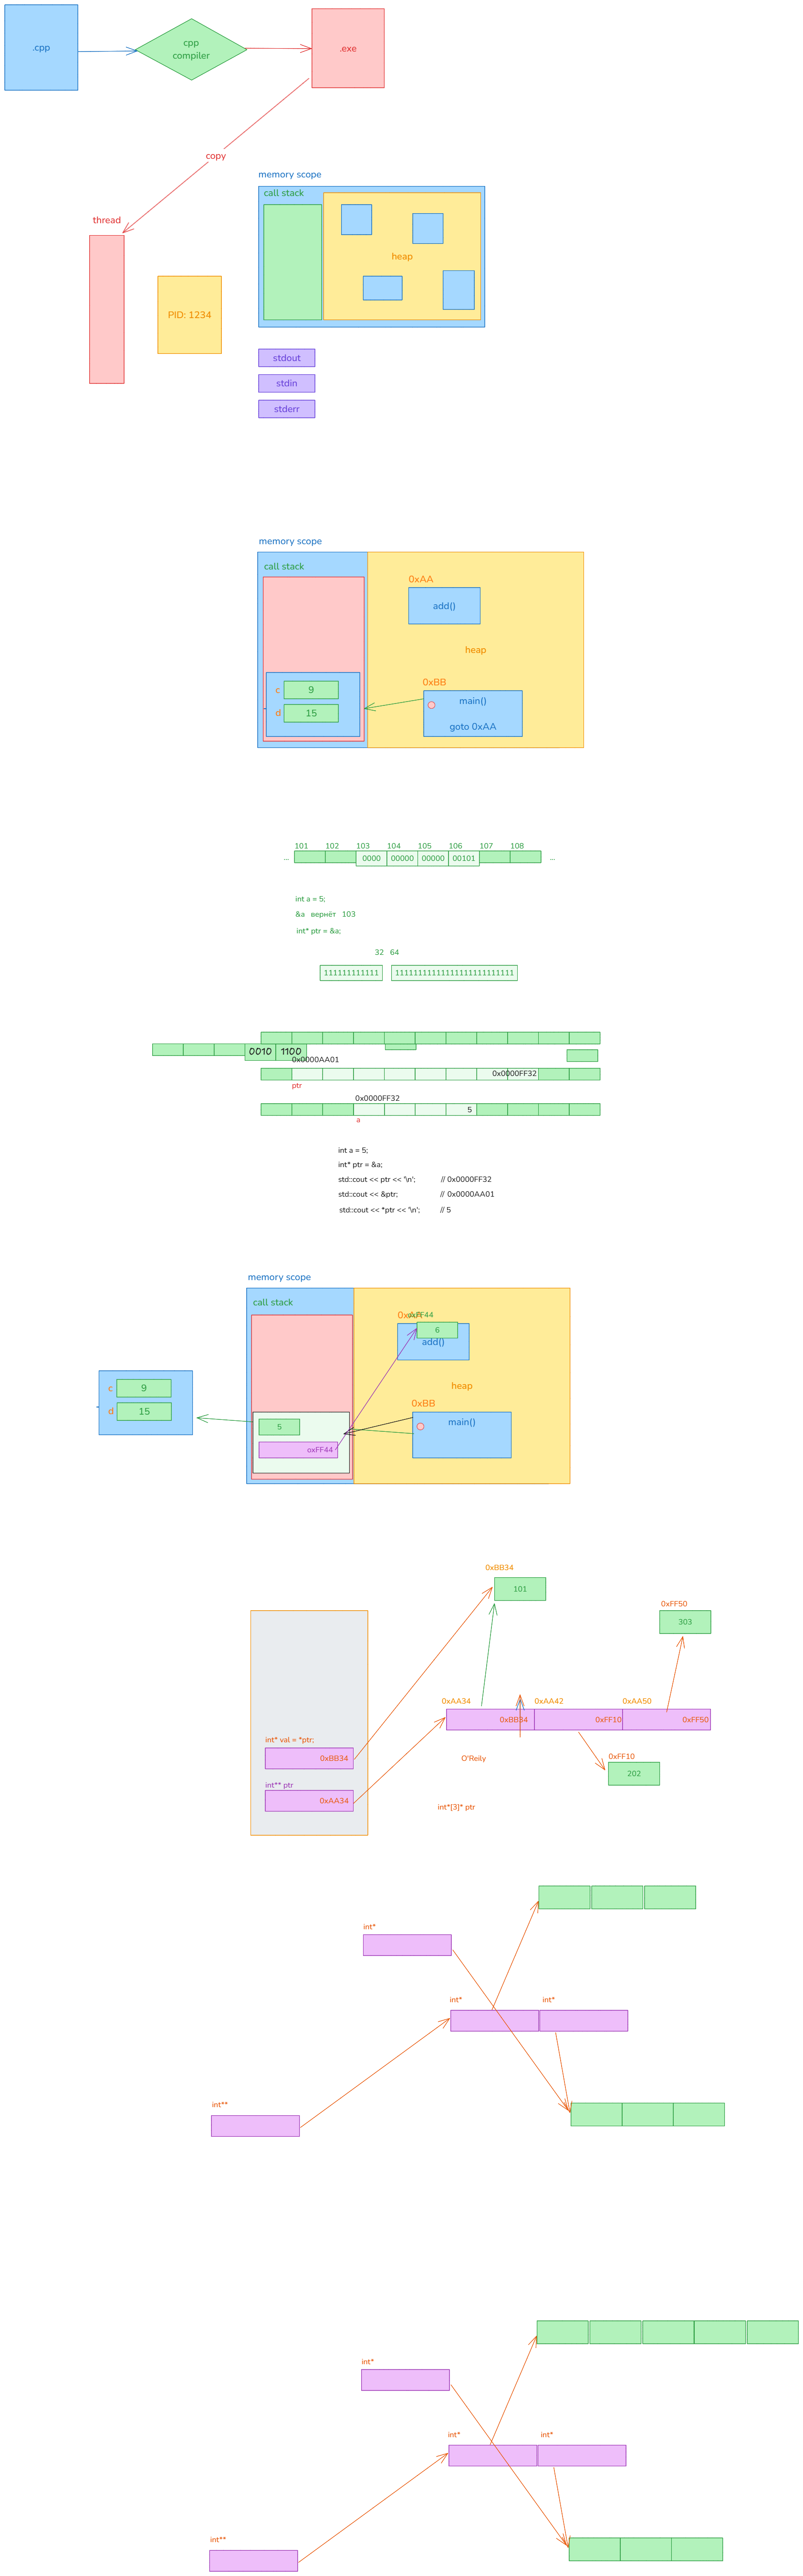 .cpp
cpp
compiler
.exe
copy
memory scope
call stack
thread
heap
PID: 1234
stdout
stdin
stderr
memory scope
call stack
0xAA
add()
heap
0xBB
c
9
main()
d
15
goto 0xAA
101 102 103 104 105 106 107 108
... 0000 00000 00000 00101 ...
int a = 5;
&a вернёт 103
int* ptr = &a;
32 64
111111111111 11111111111111111111111
0010 1100
0x0000AA01
0x0000FF32
ptr
0x0000FF32
5
a
int a = 5;
int* ptr = &a;
std::cout << ptr << '\n'; // 0x0000FF32
std::cout << &ptr; // 0x0000AA01
std::cout << *ptr << '\n'; // 5
memory scope
call stack
oxFF44
6
add()
heap
c
9
d
15
0xBB
main()
5
oxFF44
0xBB34
101
0xFF50
303
0xAA34 0xAA42 0xAA50
0xBB34 0xFF10 0xFF50
int* val = *ptr;
0xBB34
O'Reily
0xFF10
202
int** ptr
0xAA34
int*[3]* ptr
int*
int* int*
int**
int*
int* int*
int**